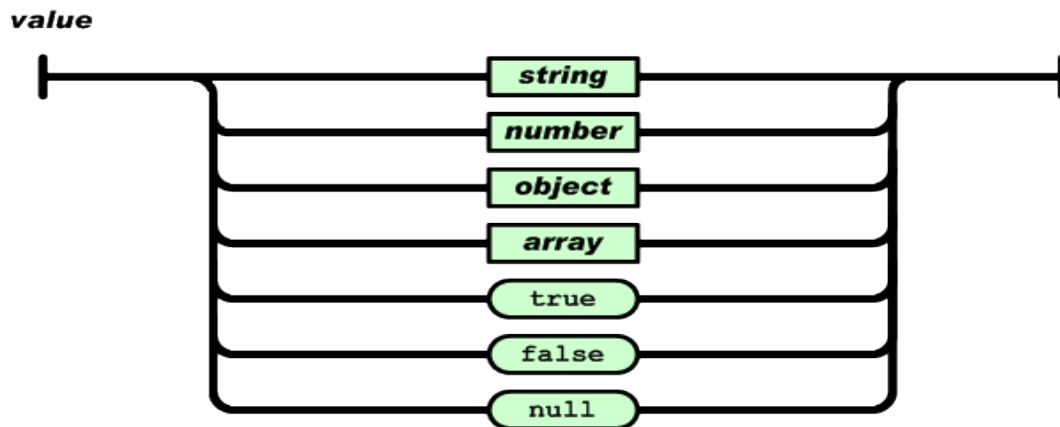 value
string
number
object
array
true
false
null